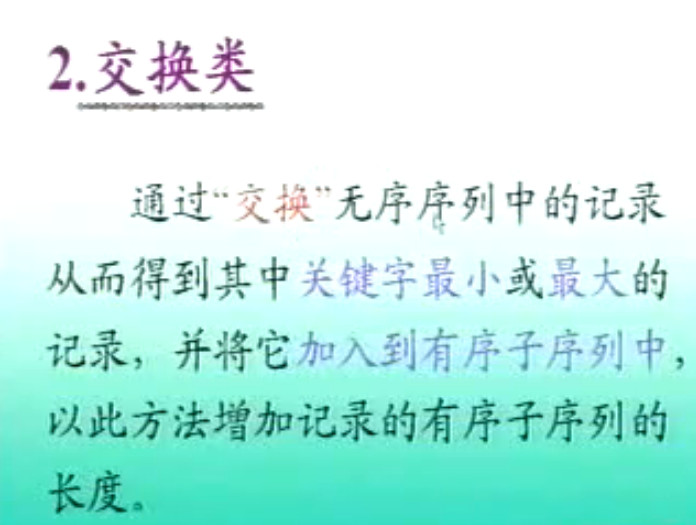 2.交换类
通过“交换”无序序列中的记录
从而得到其中关键字最小或最大的
记录，并将它加入到有序子序列中，
以此方法增加记录的有序子序列的
长度。